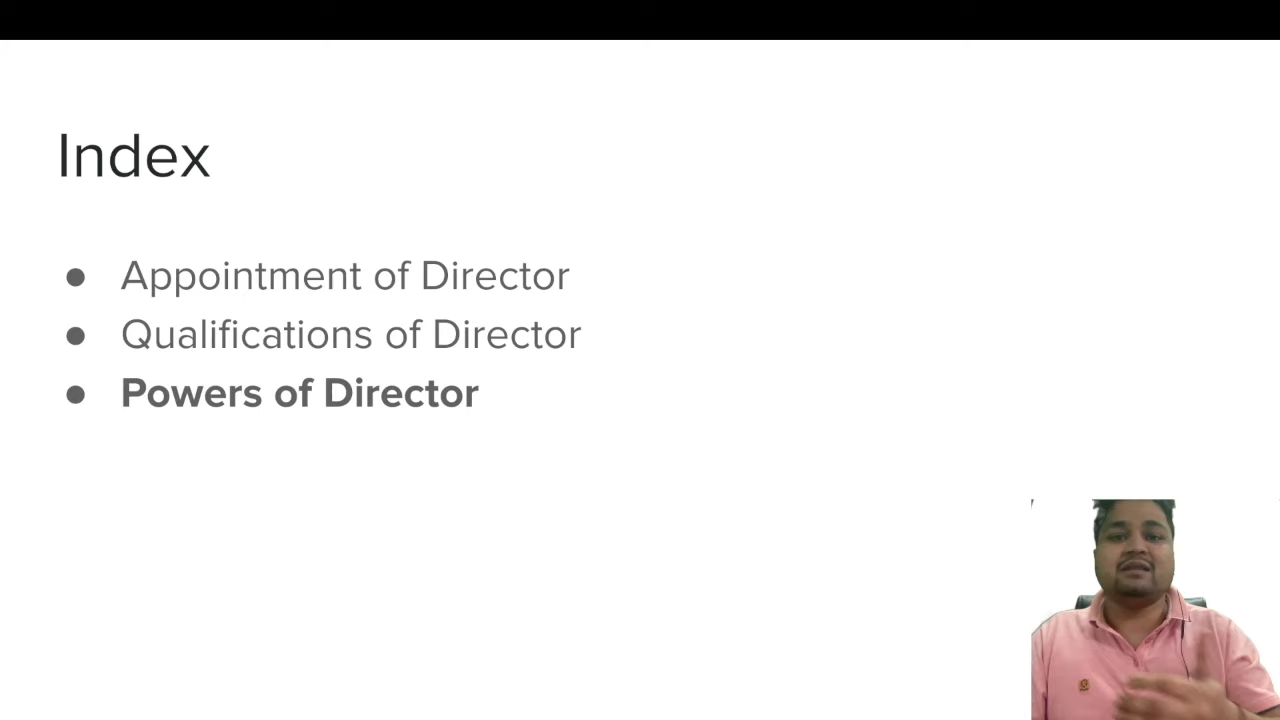 Index
● Appointment of Director
● Qualifications of Director
● Powers of Director